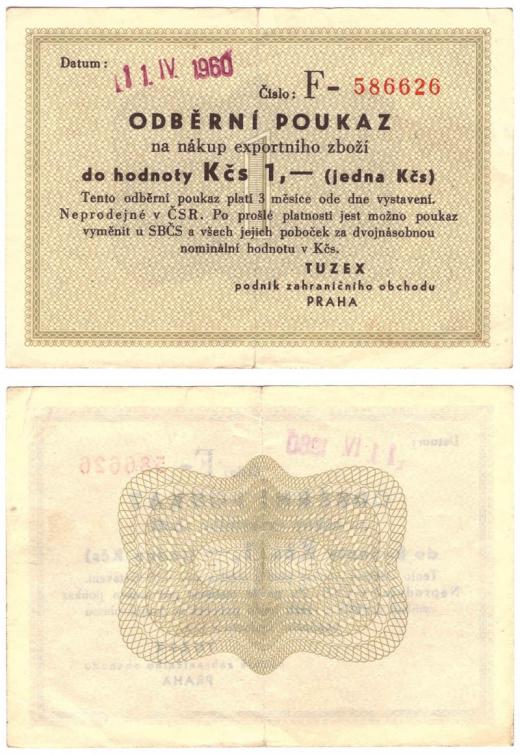 Datum: 11. IV. 1960
Číslo: F- 586626
ODBĚRNÍ POUKAZ
na nákup exportního zboží
do hodnoty Kčs 1,— (jedna Kčs)
Tento odběrní poukaz platí 3 měsíce ode dne vystavení.
Neprodejné v ČSR. Po prošlé platnosti jest možno poukaz
vyměnit u SBČS a všech jejich poboček za dvojnásobnou
nominální hodnotu v Kčs.
TUZEX
podnik zahraničního obchodu
PRAHA